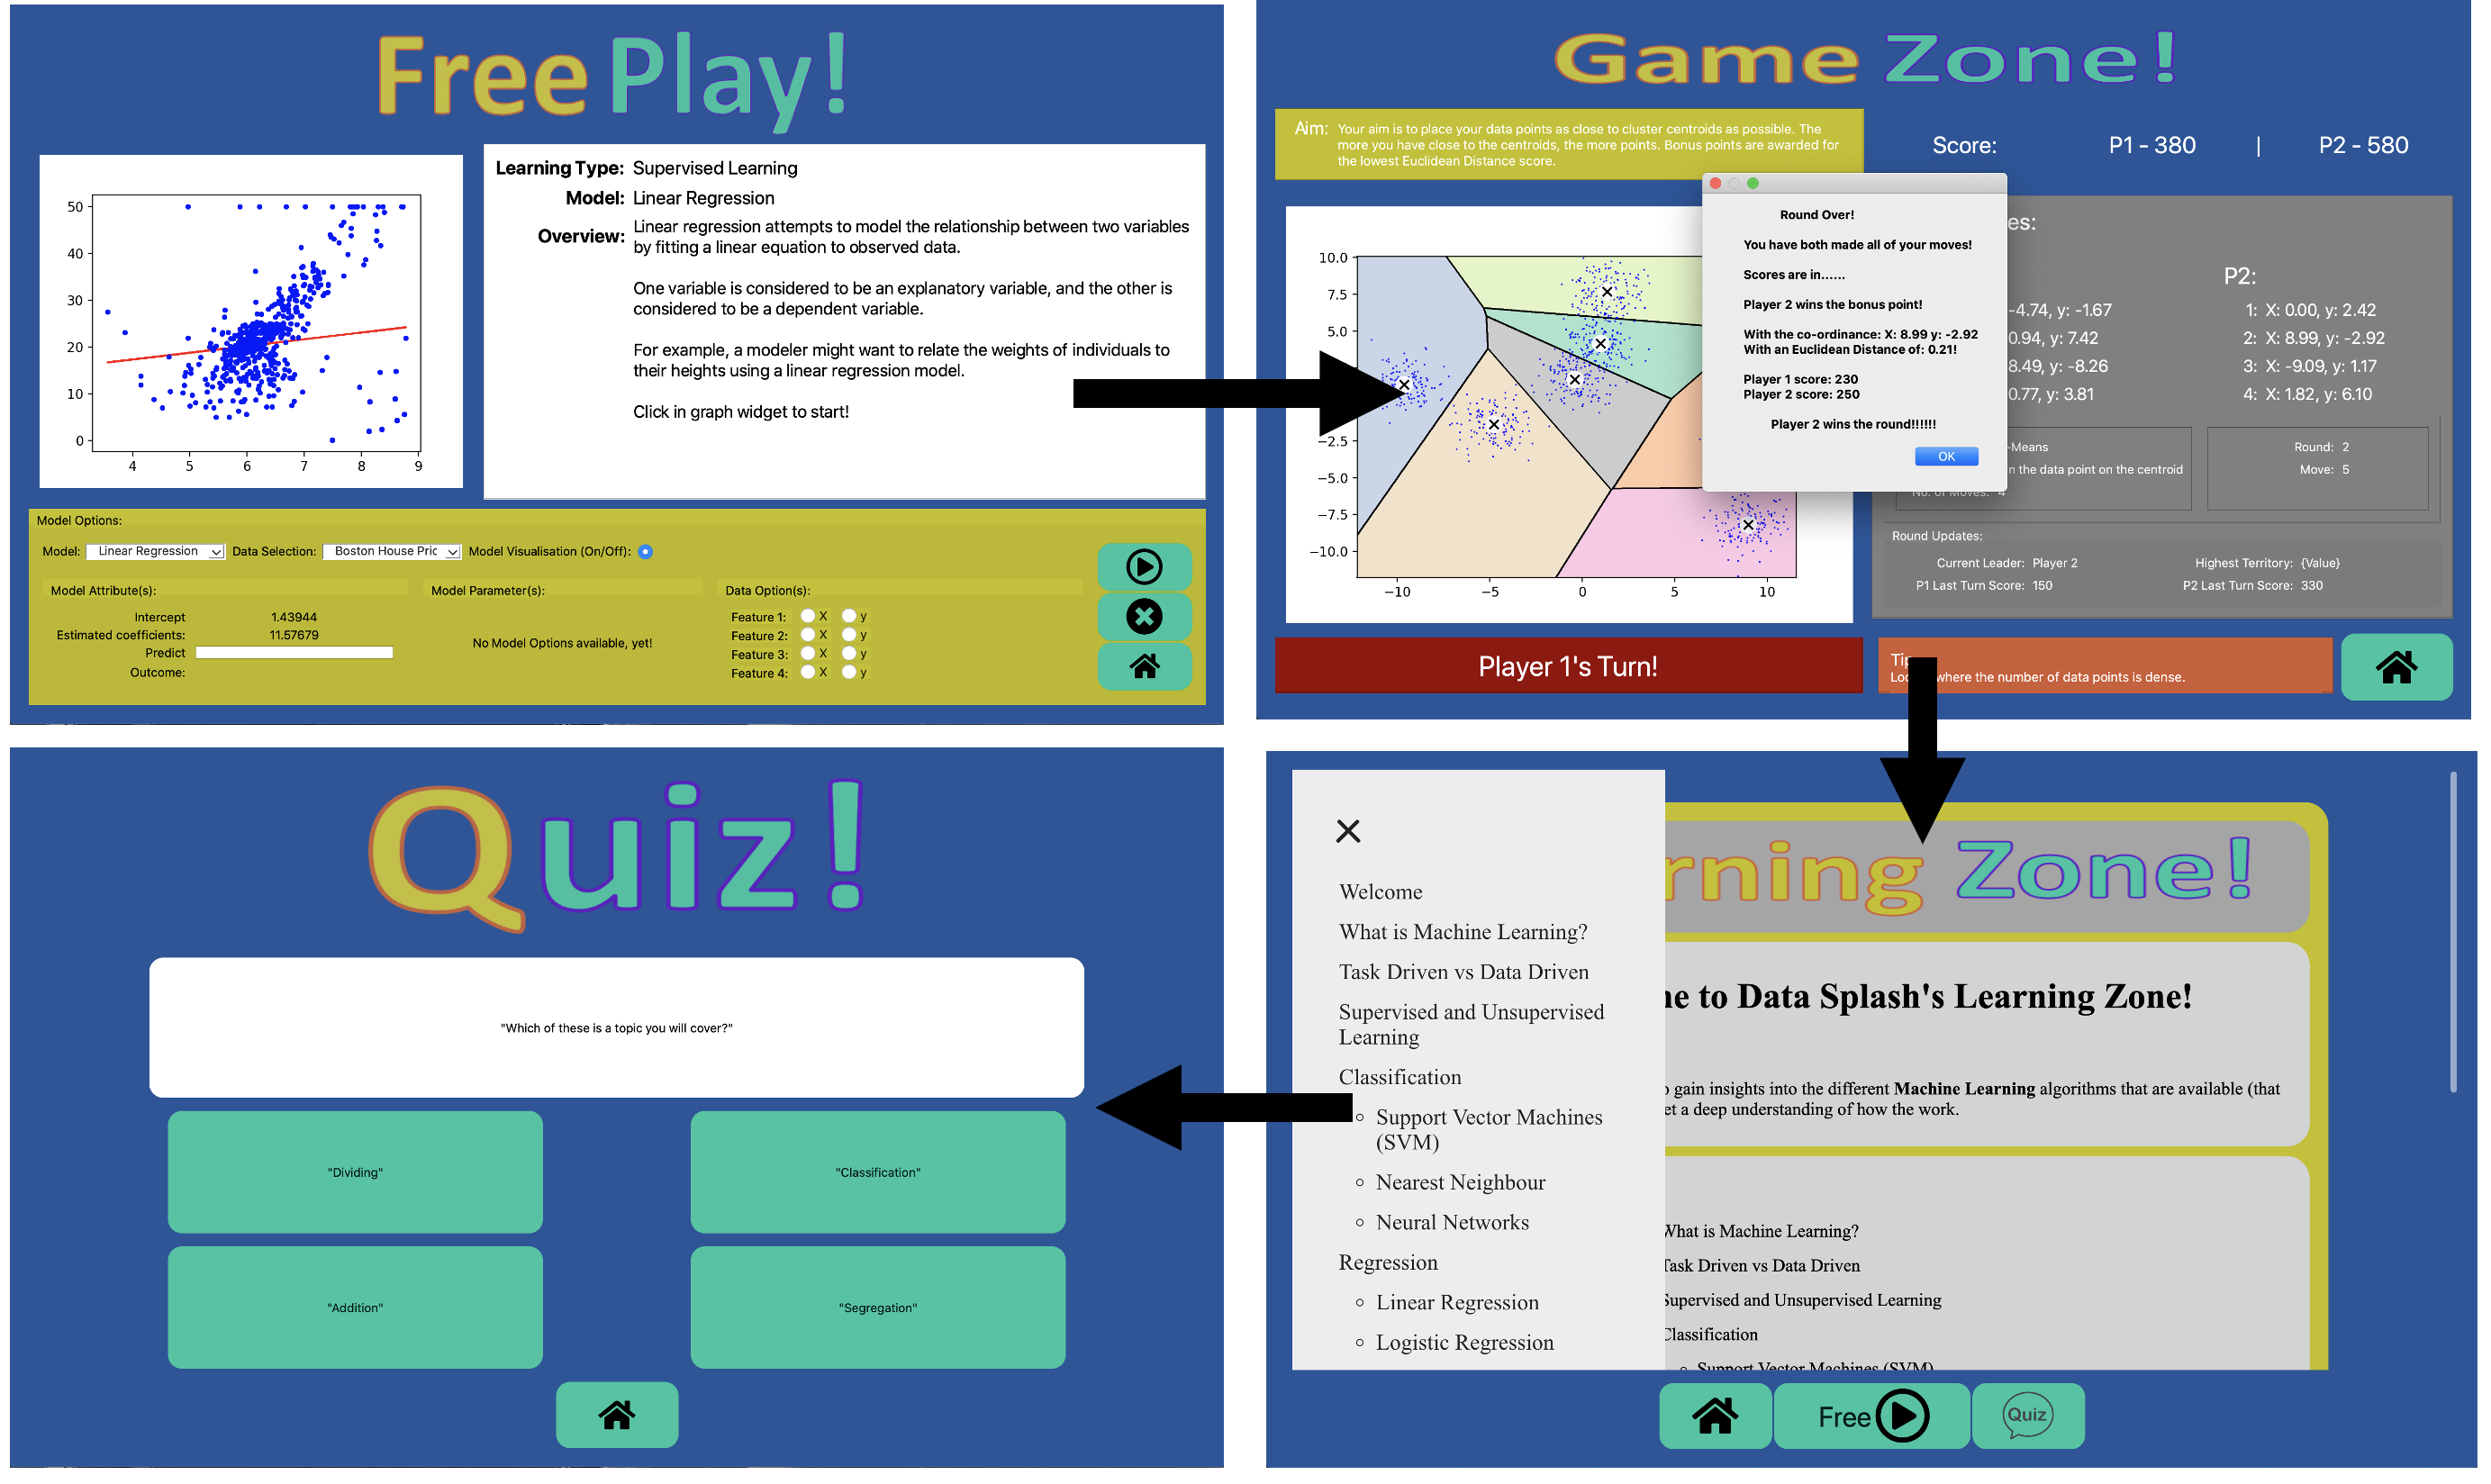 Free Play!
50
40
30
20
10
0
4 5 6 7 8 9
Learning Type: Supervised Learning
Model: Linear Regression
Overview: Linear regression attempts to model the relationship between two variables
by fitting a linear equation to observed data.
One variable is considered to be an explanatory variable, and the other is
considered to be a dependent variable.
For example, a modeler might want to relate the weights of individuals to
their heights using a linear regression model.
Click in graph widget to start!
Model Options:
Model: Linear Regression Data Selection: Boston House Pric Model Visualisation (On/Off):
Model Attribute(s):
Intercept 1.43944
Estimated coefficients: 11.57679
Predict
Outcome:
Model Parameter(s):
No Model Options available, yet!
Data Option(s):
Feature 1: X y
Feature 2: X y
Feature 3: X y
Feature 4: X y
Game Zone!
Aim: Your aim is to place your data points as close to cluster centroids as possible. The
more you have close to the centroids, the more points. Bonus points are awarded for
the lowest Euclidean Distance score.
Score: P1 - 380 | P2 - 580
10.0
7.5
5.0
−2.5
−5.0
−7.5
−10.0
−10 −5 0 5 10
Round Over!
You have both made all of your moves!
Scores are in......
Player 2 wins the bonus point!
With the co-ordinance: X: 8.99 y: -2.92
With an Euclidean Distance of: 0.21!
Player 1 score: 230
Player 2 score: 250
Player 2 wins the round!!!!!!
OK
es:
P2:
-4.74, y: -1.67 1: X: 0.00, y: 2.42
0.94, y: 7.42 2: X: 8.99, y: -2.92
8.49, y: -8.26 3: X: -9.09, y: 1.17
0.77, y: 3.81 4: X: 1.82, y: 6.10
-Means
n the data point on the centroid
No. of Moves: 4
Round: 2
Move: 5
Round Updates:
Current Leader: Player 2 Highest Territory: {Value}
P1 Last Turn Score: 150 P2 Last Turn Score: 330
Player 1's Turn!
where the number of data points is dense.
Quiz!
"Which of these is a topic you will cover?"
"Dividing" "Classification"
"Addition" "Segregation"
Welcome
What is Machine Learning?
Task Driven vs Data Driven
Supervised and Unsupervised
Learning
Classification
Support Vector Machines
(SVM)
Nearest Neighbour
Neural Networks
Regression
Linear Regression
Logistic Regression
rning Zone!
ne to Data Splash's Learning Zone!
o gain insights into the different Machine Learning algorithms that are available (that
et a deep understanding of how the work.
What is Machine Learning?
Task Driven vs Data Driven
Supervised and Unsupervised Learning
Classification
Support Vector Machines (SVM)
Free
Quiz